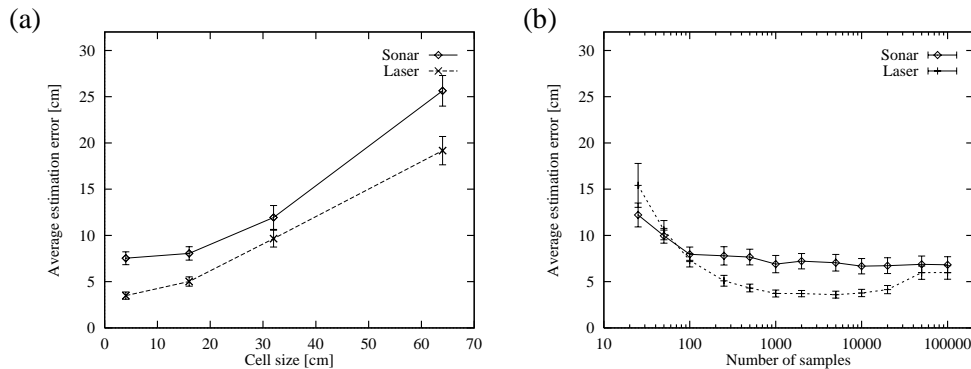 (a)
Average estimation error [cm]
30
25
20
15
10
5
0
Sonar
Laser
0 10 20 30 40 50 60 70
Cell size [cm]
(b)
Average estimation error [cm]
30
25
20
15
10
5
0
Sonar
Laser
10 100 1000 10000 100000
Number of samples